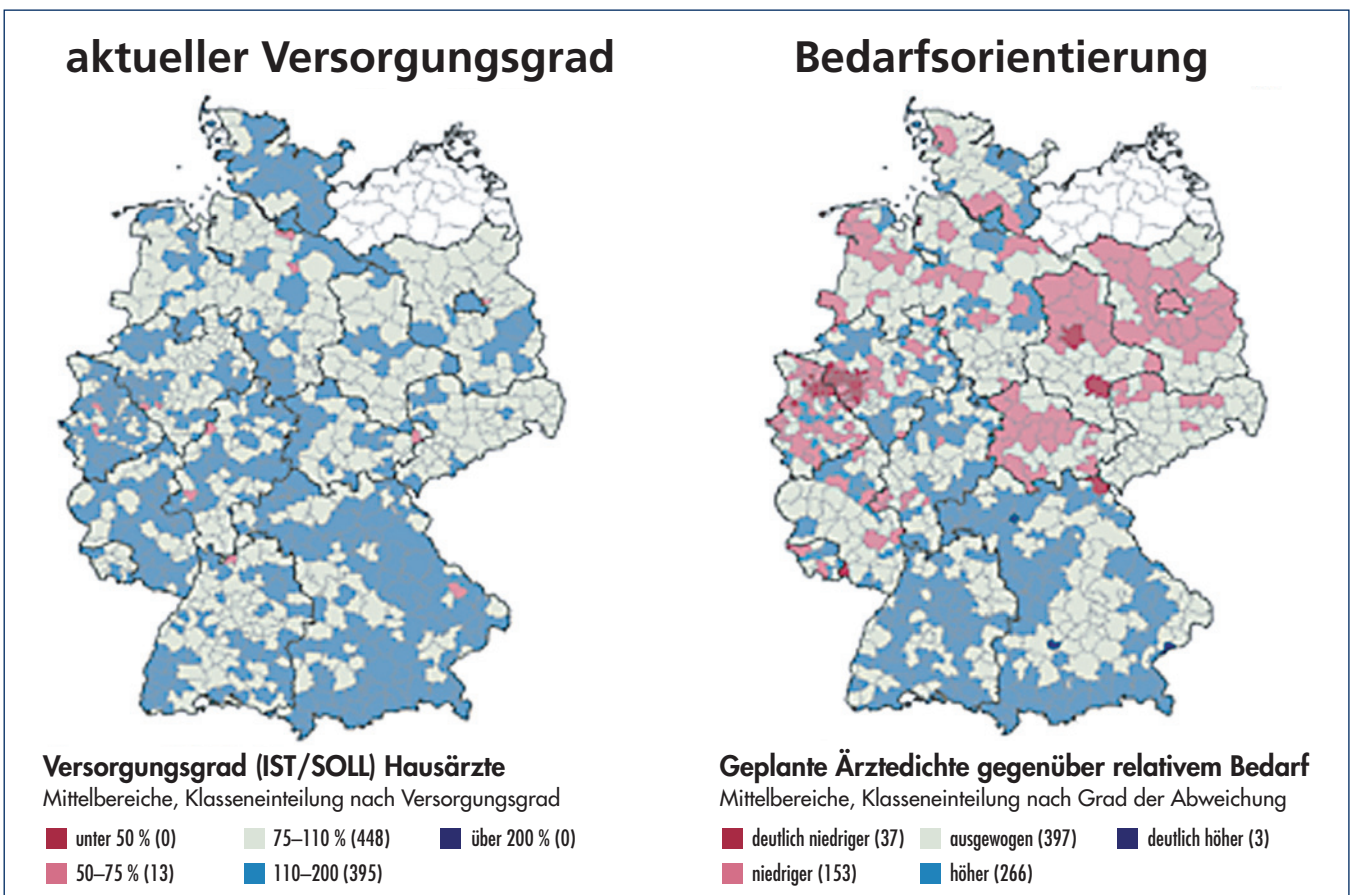 aktueller Versorgungsgrad
Bedarfsorientierung
Versorgungsgrad (IST/SOLL) Hausärzte
Mittelbereiche, Klasseneinteilung nach Versorgungsgrad
unter 50 % (0)
75–110 % (448)
über 200 % (0)
50–75 % (13)
110–200 (395)
Geplante Ärztedichte gegenüber relativem Bedarf
Mittelbereiche, Klasseneinteilung nach Grad der Abweichung
deutlich niedriger (37)
ausgewogen (397)
deutlich höher (3)
niedriger (153)
höher (266)